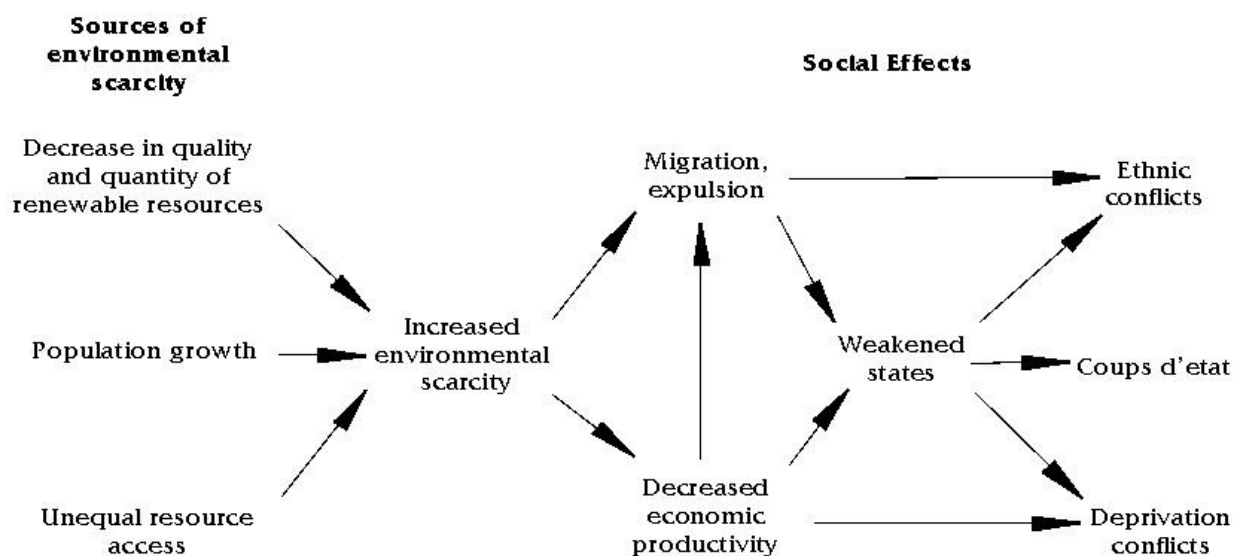 Sources of
environmental
scarcity
Social Effects
Decrease in quality
and quantity of
renewable resources
Migration,
expulsion
Ethnic
conflicts
Population growth
Increased
environmental
scarcity
Weakened
states
Coups d'etat
Unequal resource
access
Decreased
economic
productivity
Deprivation
conflicts